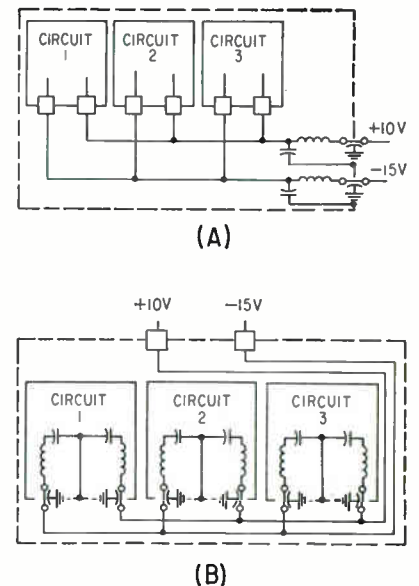 CIRCUIT 1
CIRCUIT 2
CIRCUIT 3
+10V
-15V
(A)
+10V
-15V
CIRCUIT 1
CIRCUIT 2
CIRCUIT 3
(B)